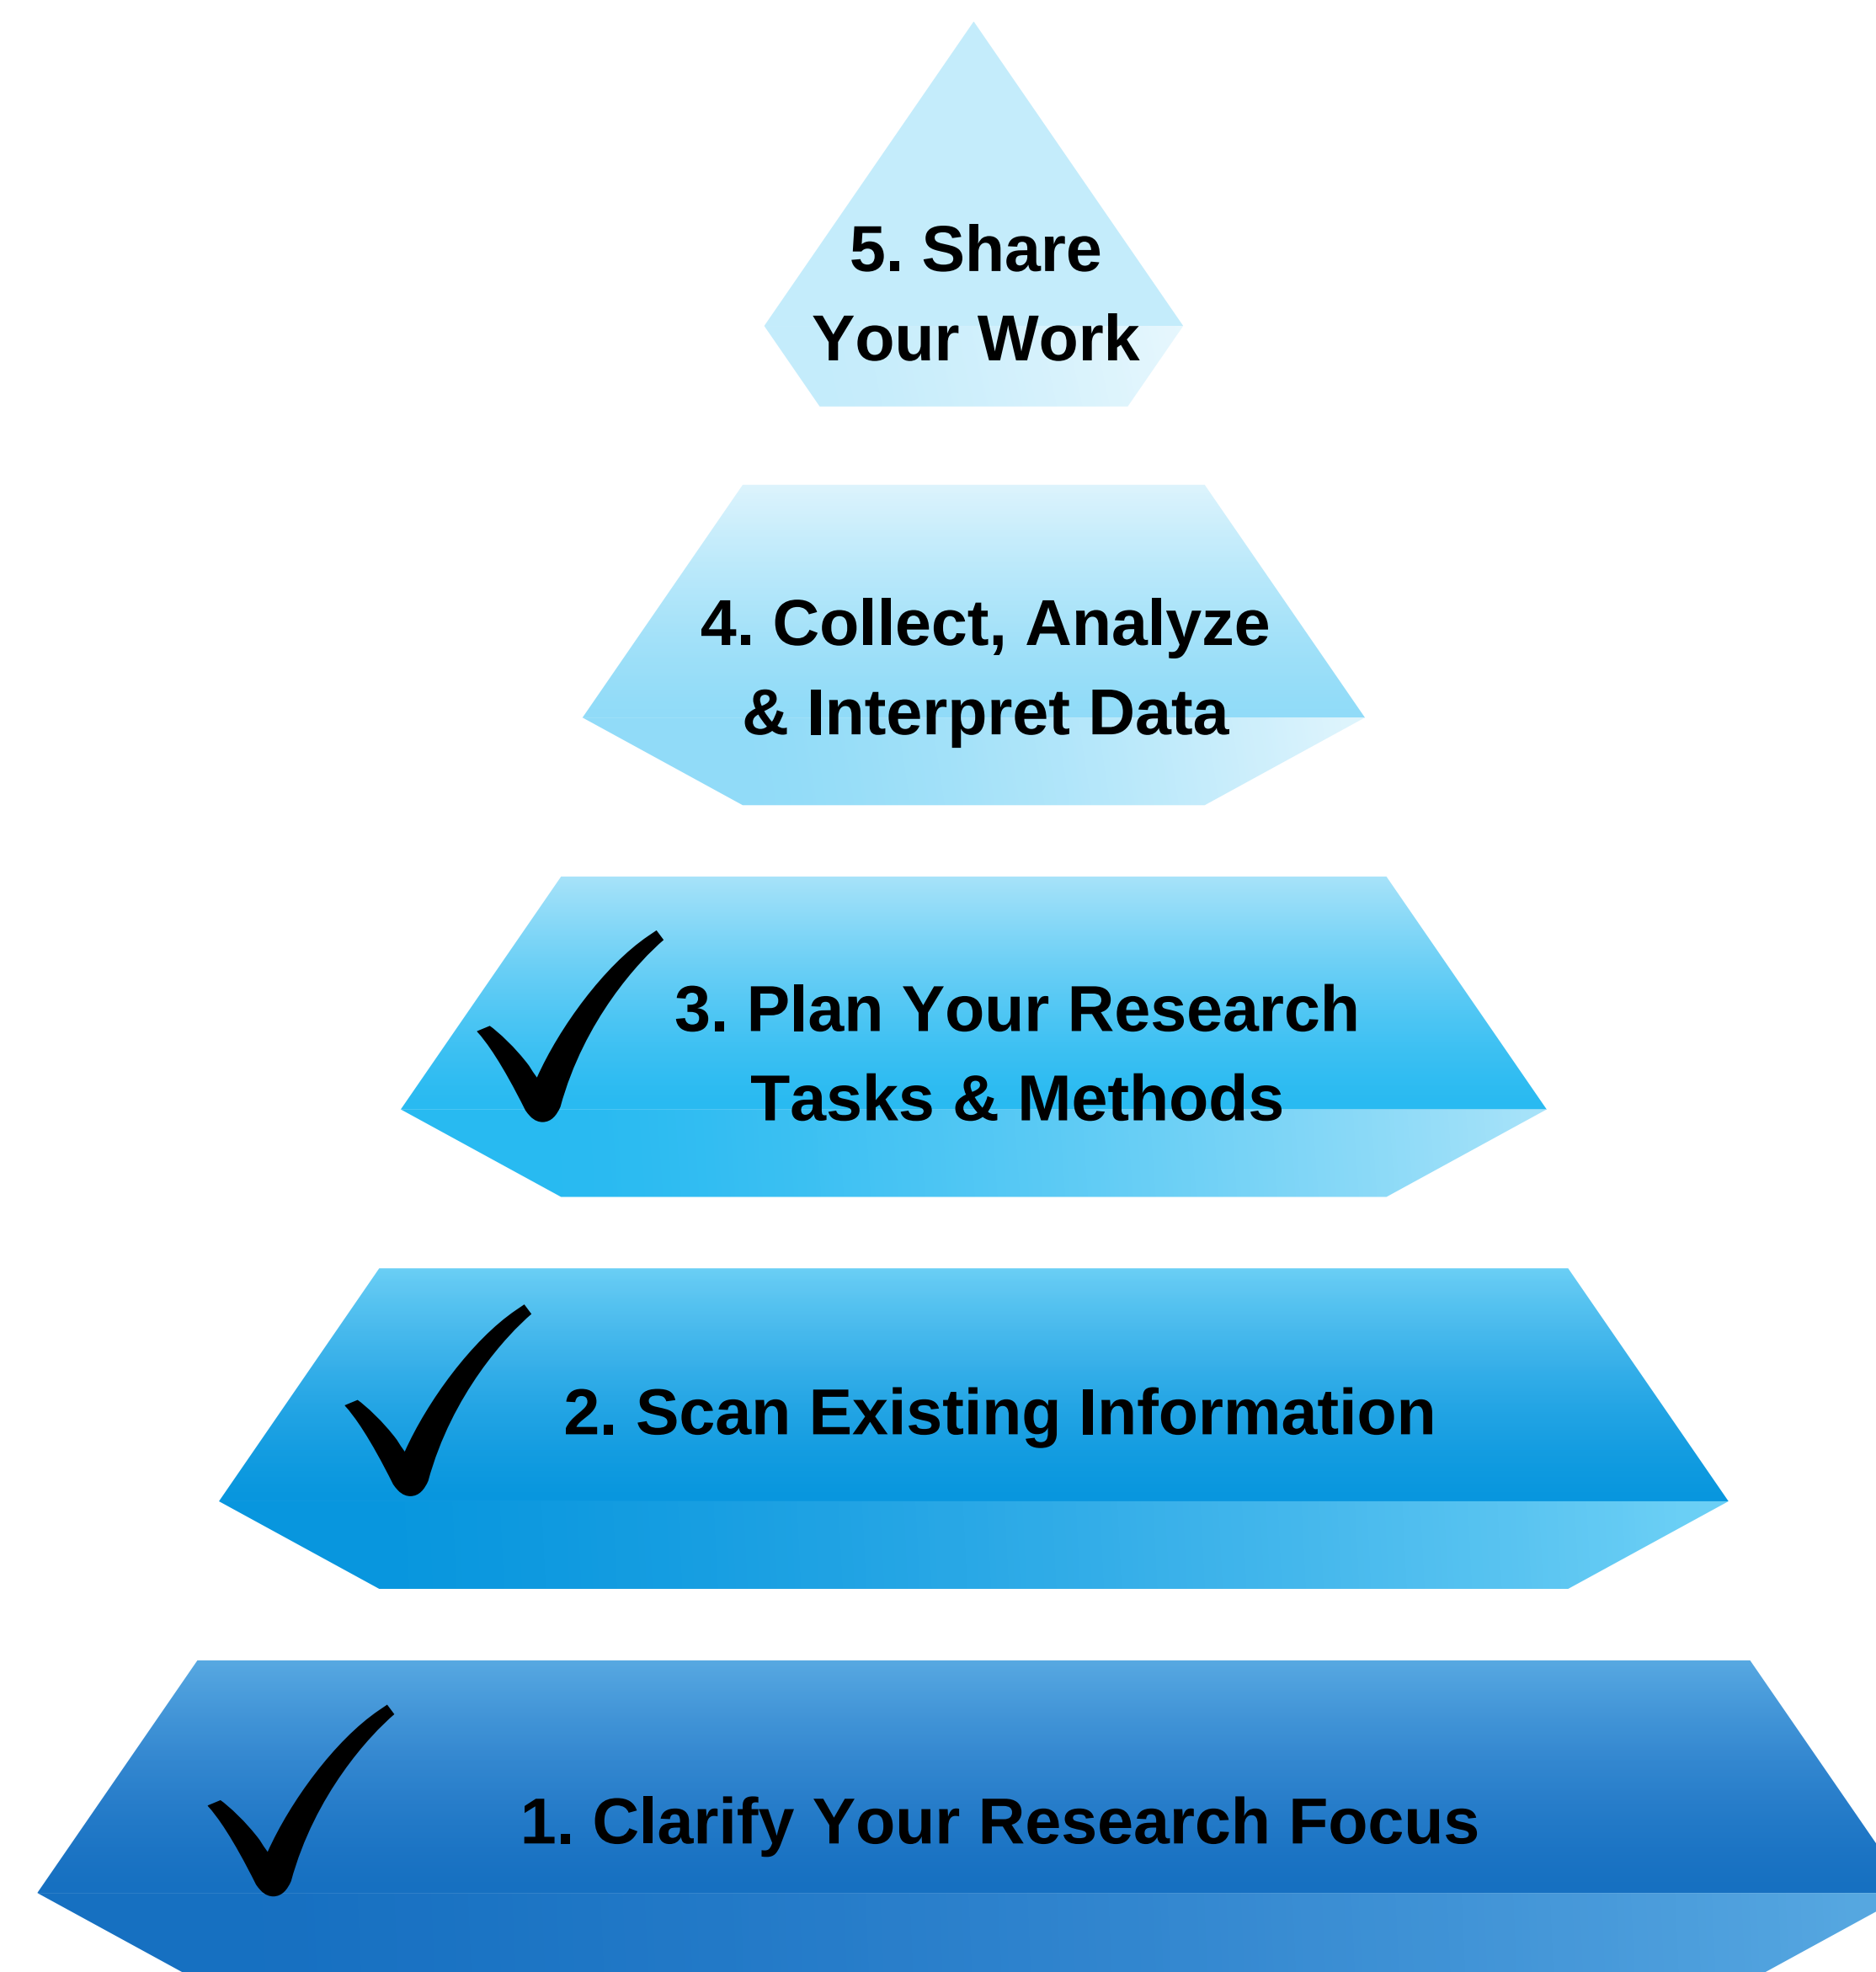 5. Share
Your Work
4. Collect, Analyze
& Interpret Data
3. Plan Your Research
Tasks & Methods
2. Scan Existing Information
1. Clarify Your Research Focus